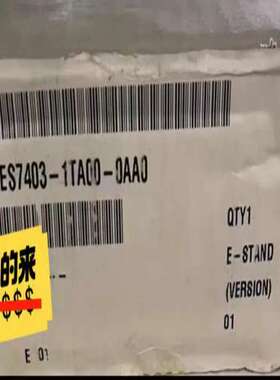 ES7403-1TA00-0AA0
QTY1
E-STAND
(VERSION)
01
的来
$$$
E 01